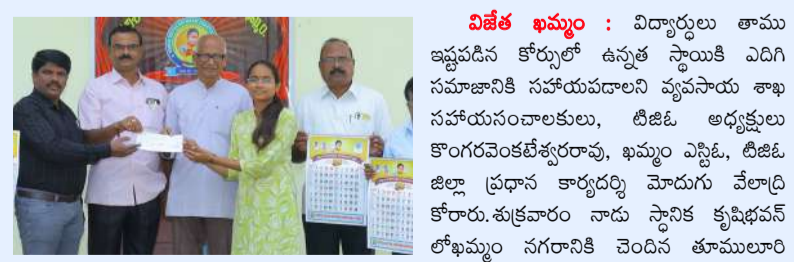 విజేత ఖమ్మం : విద్యార్థులు తాము
ఇష్టపడిన కోర్సులో ఉన్నత స్థాయికి ఎదిగి
సమాజానికి సహాయపడాలని వ్యవసాయ శాఖ
సహాయసంచాలకులు, టిజిఓ అధ్యక్షులు
కొంగరవెంకటేశ్వరరావు, ఖమ్మం ఎస్టిఓ, టిజిఓ
జిల్లా ప్రధాన కార్యదర్శి మోదుగు వేలాద్రి
కోరారు.శుక్రవారం నాడు స్థానిక కృషిభవన్
లోఖమ్మం నగరానికి చెందిన తూములూరి